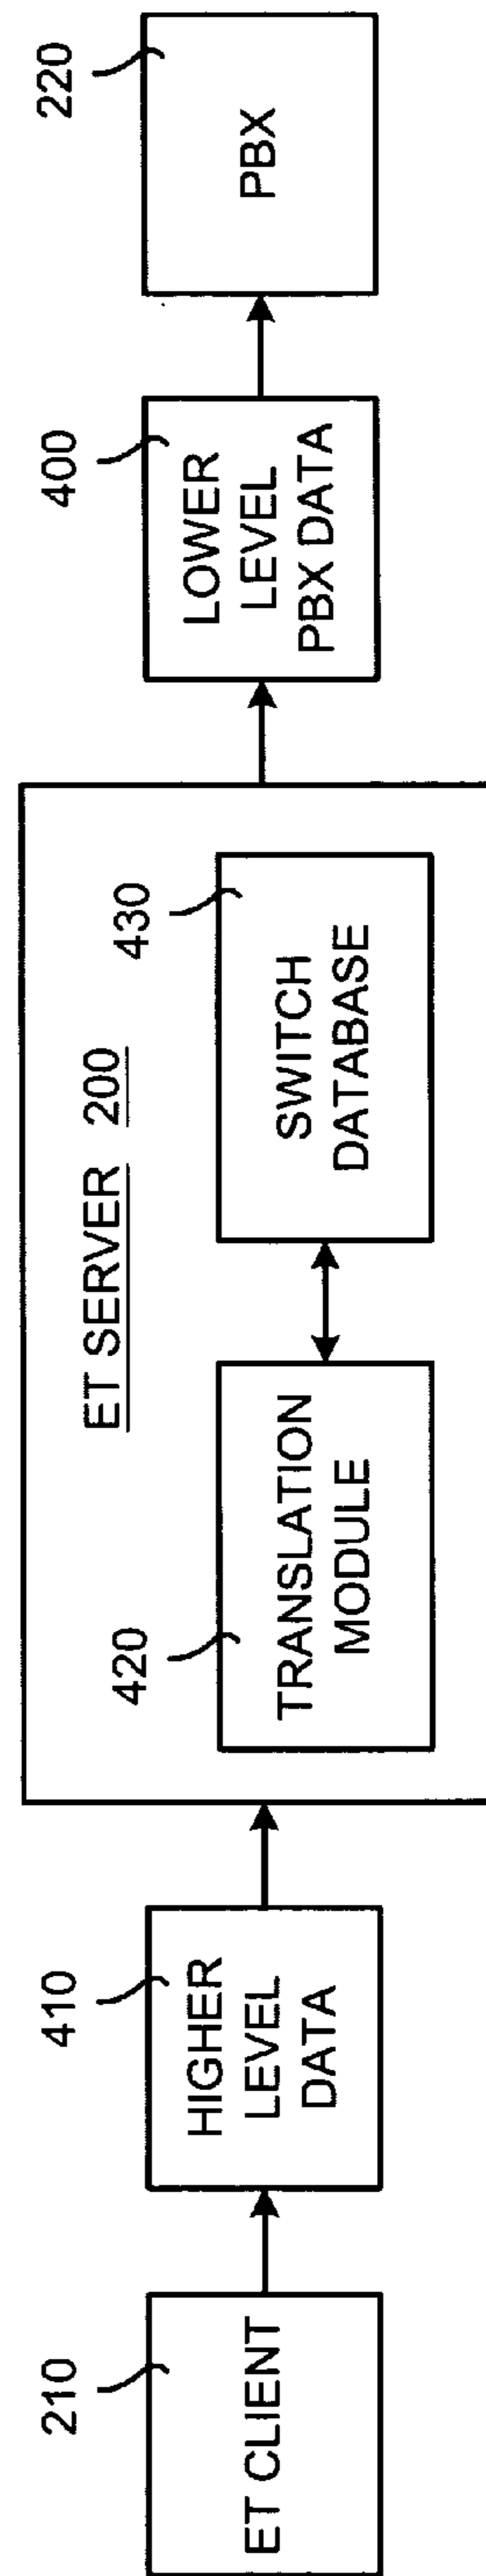 210
ET CLIENT
410
HIGHER
LEVEL
DATA
ET SERVER 200
420
TRANSLATION
MODULE
430
SWITCH
DATABASE
400
LOWER
LEVEL
PBX DATA
220
PBX